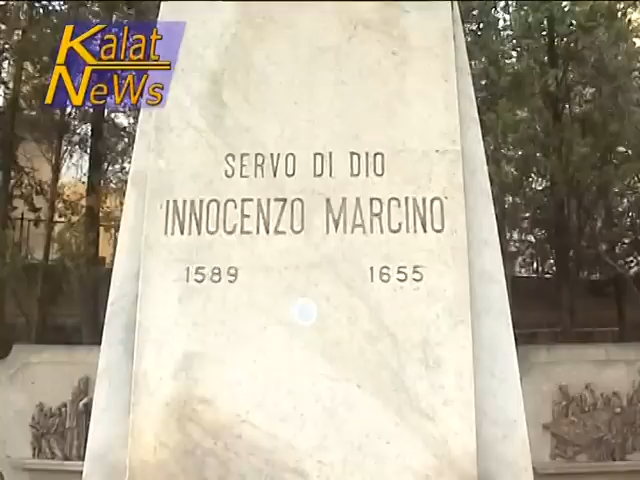 Kalat
NeWs
SERVO DI DIO
INNOCENZO MARCINO
1589 1655